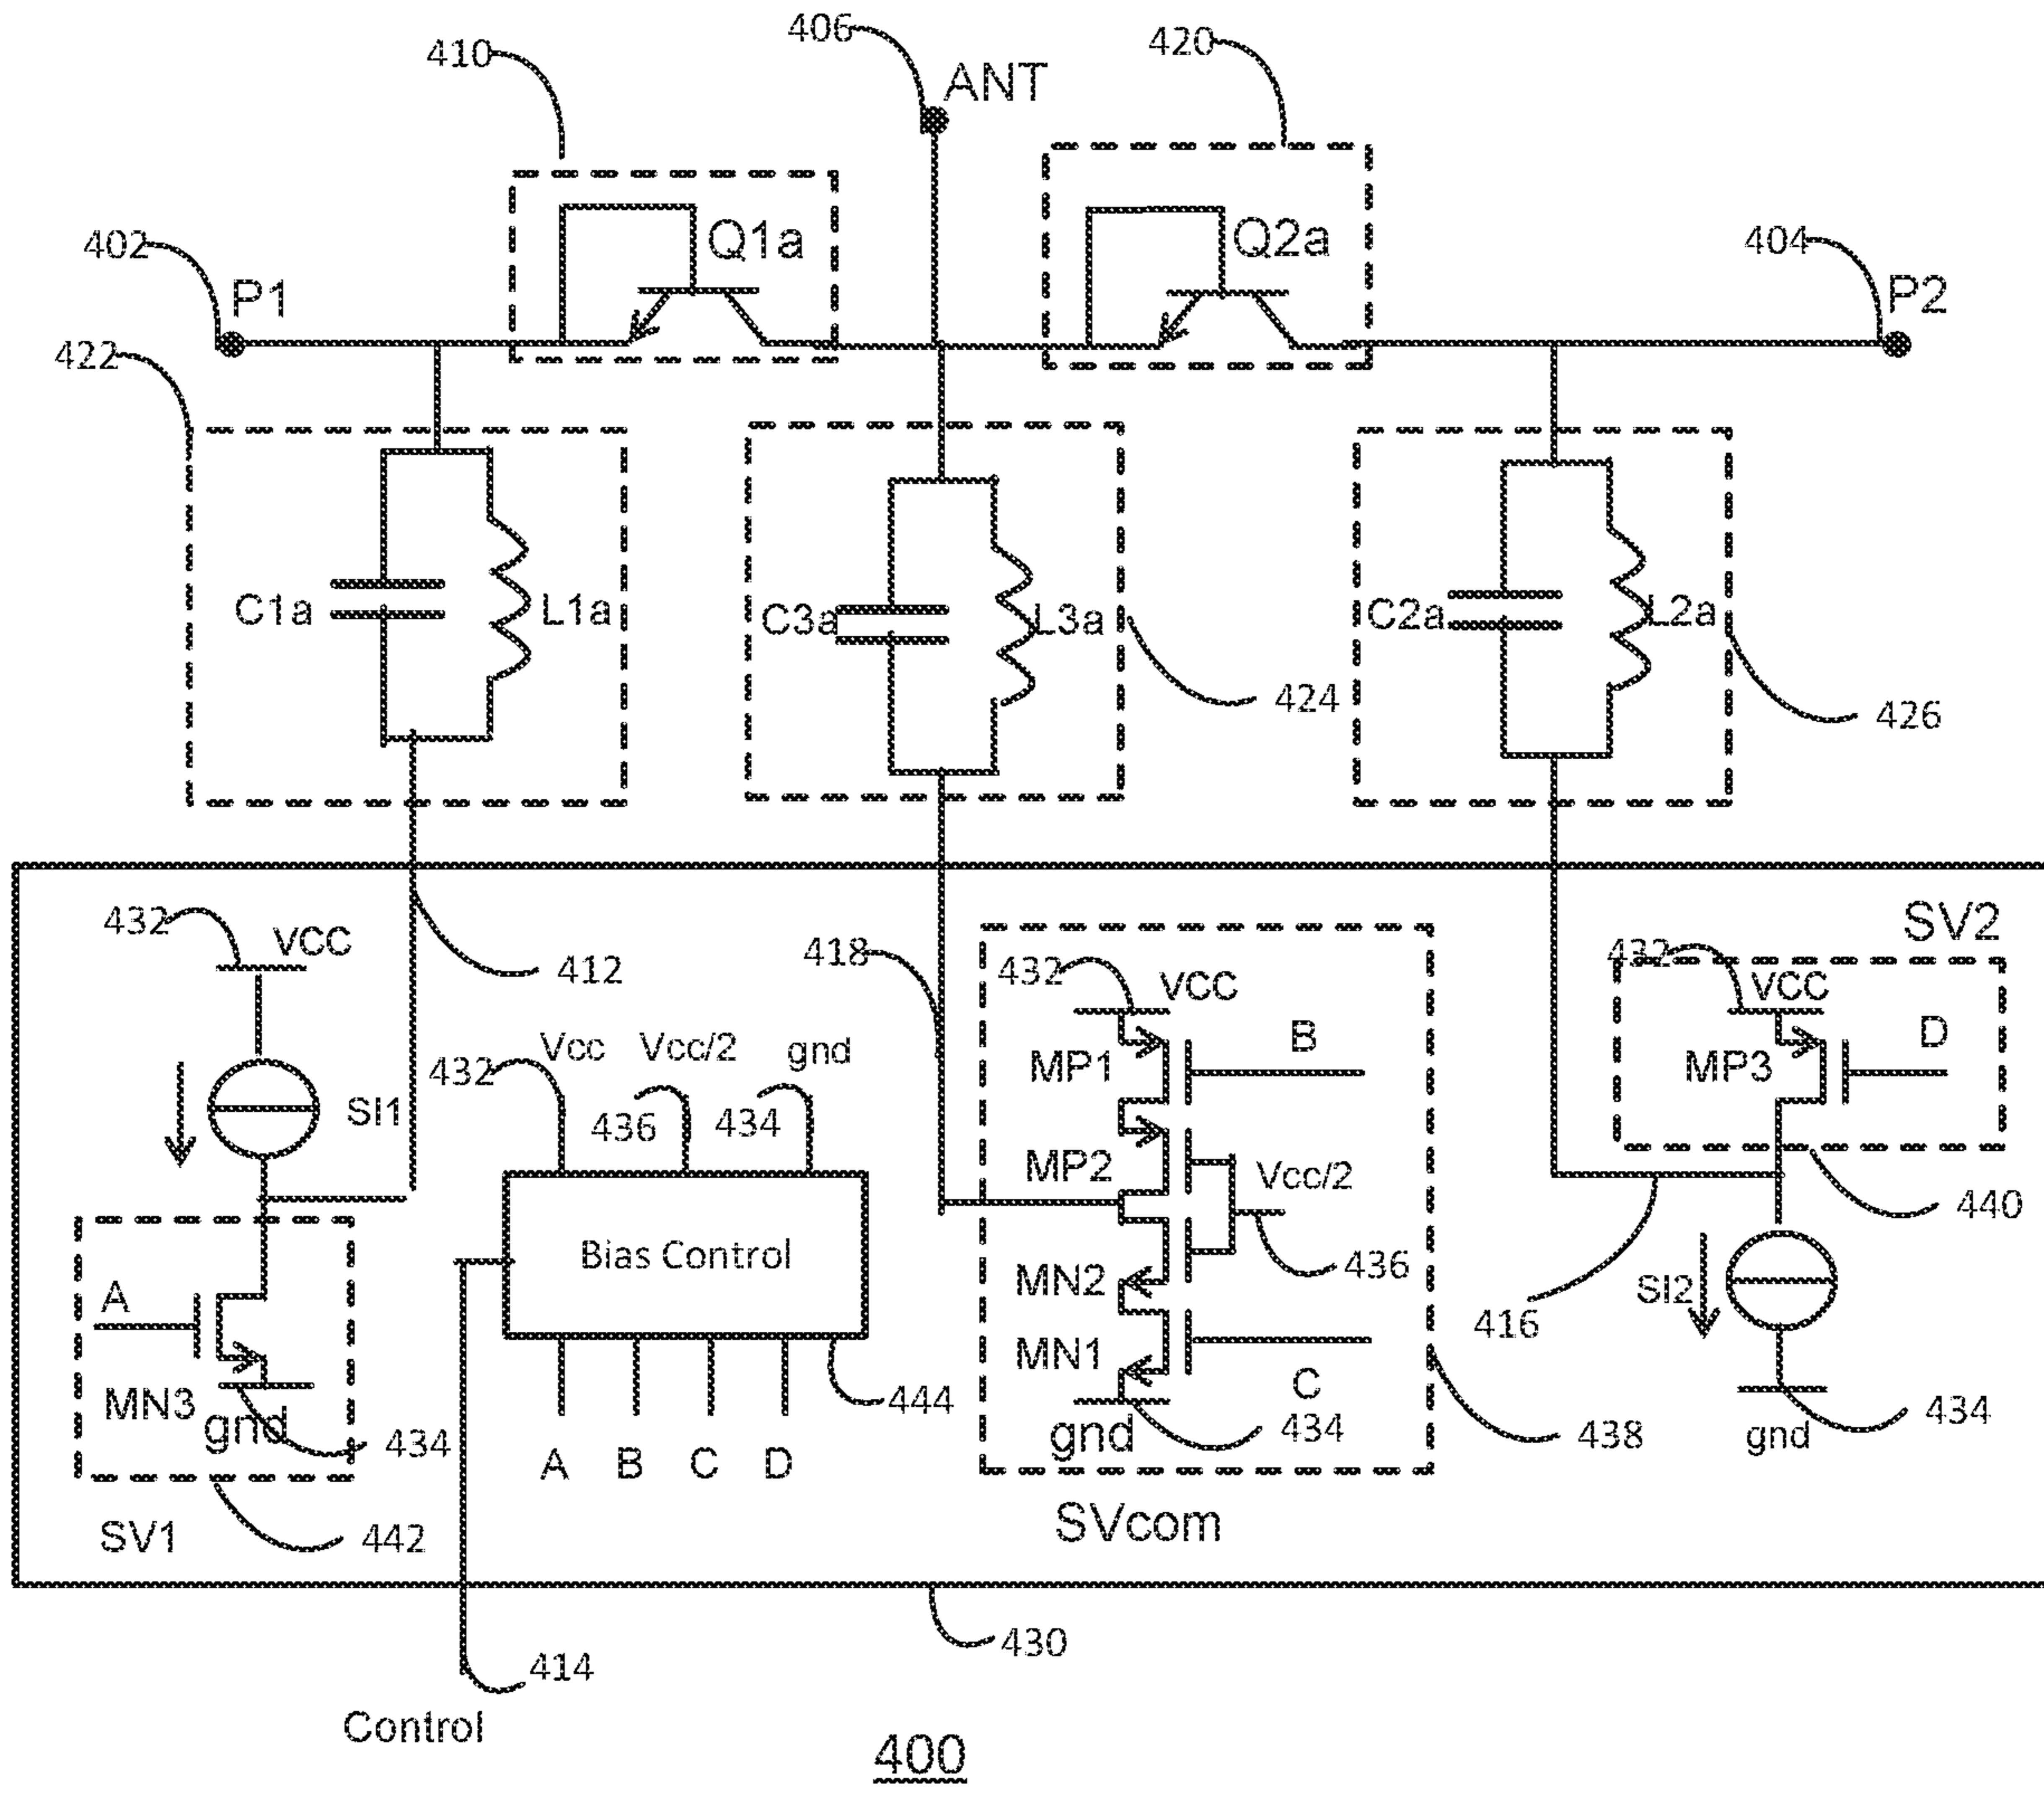 406
420
410
ANT
402
Q1a
Q2a
404
P1
P2
422
C1a
L1a
C3a
L3a
C2a
L2a
424
426
432
VCC
412
418
432
VCC
SV2
432
VCC
D
MP3
SI1
Vcc
Vcc/2
gnd
432
436
434
B
MP1
MP2
Vcc/2
440
Bias Control
436
MN2
SI2
416
A
MN1
C
MN3
gnd
434
444
gnd
434
438
434
gnd
A
B
C
D
SV1
442
SVcom
430
414
Control
400